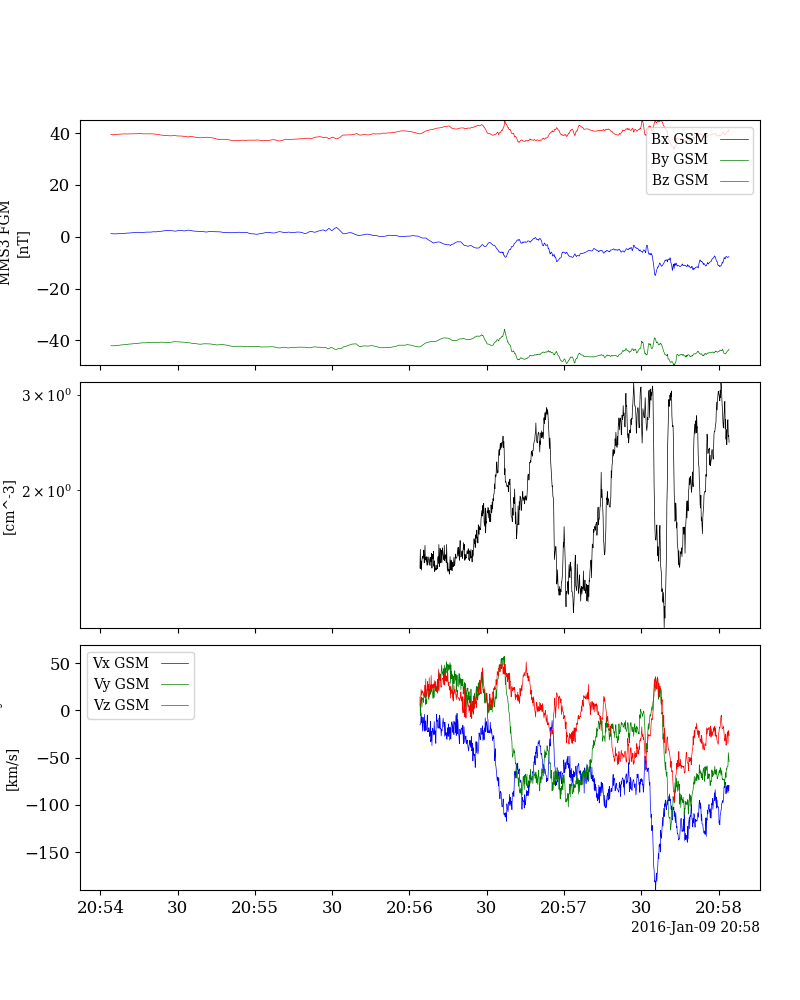 40
20
0
−20
−40
MMS3 FGM
[nT]
Bx GSM
By GSM
Bz GSM
3 × 10⁰
2 × 10⁰
[cm^-3]
50
0
−50
−100
−150
[km/s]
Vx GSM
Vy GSM
Vz GSM
20:54 30 20:55 30 20:56 30 20:57 30 20:58
2016-Jan-09 20:58